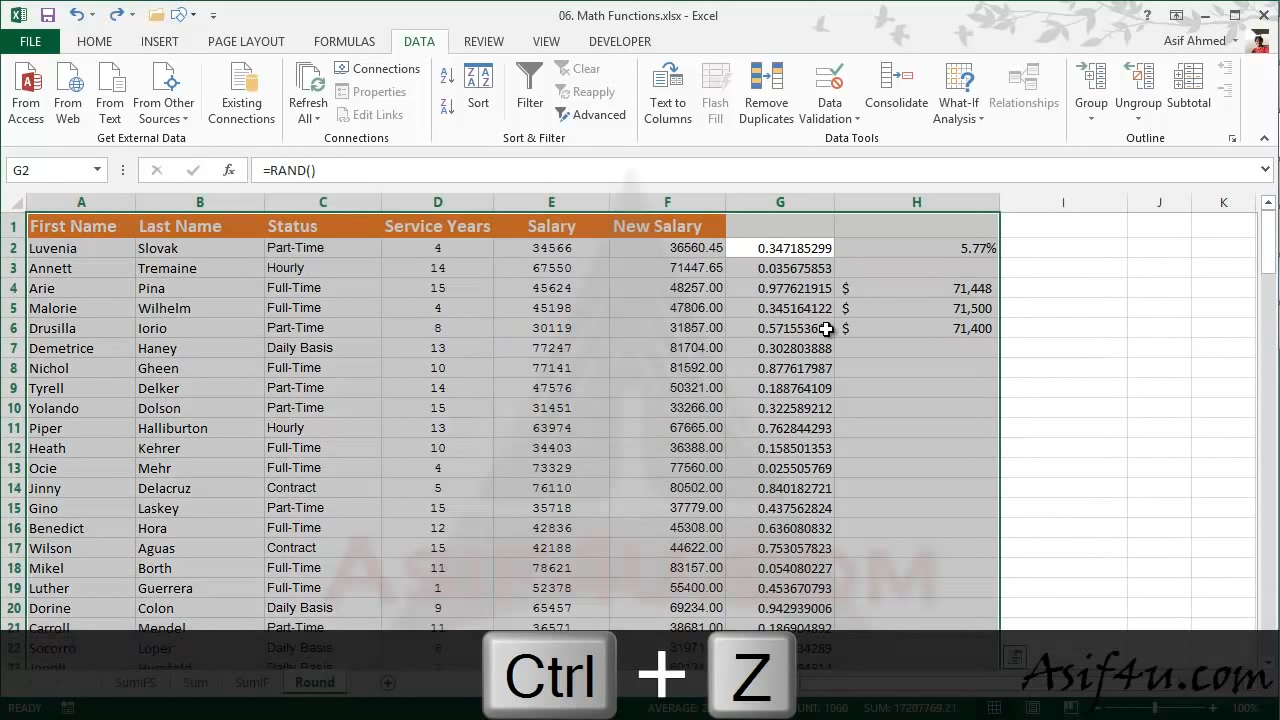 06. Math Functions.xlsx - Excel
FILE HOME INSERT PAGE LAYOUT FORMULAS DATA REVIEW VIEW DEVELOPER Asif Ahmed
From Access From Web From Text From Other Sources Existing Connections Refresh All Connections Properties Edit Links Sort Filter Clear Reapply Advanced Text to Columns Flash Fill Remove Duplicates Data Validation Consolidate What-If Analysis Relationships Group Ungroup Subtotal
Get External Data Connections Sort & Filter Data Tools Outline
G2 fx =RAND()
A B C D E F G H I J K
1 First Name Last Name Status Service Years Salary New Salary
2 Luvenia Slovak Part-Time 4 34566 36560.45 0.347185299 5.77%
3 Annett Tremaine Hourly 14 67550 71447.65 0.035675853
4 Arie Pina Full-Time 15 45624 48257.00 0.977621915 $ 71,448
5 Malorie Wilhelm Full-Time 4 45198 47806.00 0.345164122 $ 71,500
6 Drusilla Iorio Part-Time 8 30119 31857.00 $ 71,400
7 Demetrice Haney Daily Basis 13 77247 81704.00 0.302803888
8 Nichol Gheen Full-Time 10 77141 81592.00 0.877617987
9 Tyrell Delker Part-Time 14 47576 50321.00 0.188764109
10 Yolando Dolson Part-Time 15 31451 33266.00 0.322589212
11 Piper Halliburton Hourly 13 63974 67665.00 0.762844293
12 Heath Kehrer Full-Time 10 34403 36388.00 0.158501353
13 Ocie Mehr Full-Time 4 73329 77560.00 0.025505769
14 Jinny Delacruz Contract 5 76110 80502.00 0.840182721
15 Gino Laskey Part-Time 15 35718 37779.00 0.437562824
16 Benedict Hora Full-Time 12 42836 45308.00 0.636080832
17 Wilson Aguas Contract 15 42188 44622.00 0.753057823
18 Mikel Borth Full-Time 11 78621 83157.00 0.054080227
19 Luther Guerrera Full-Time 1 52378 55400.00 0.453670793
20 Dorine Colon Daily Basis 9 65457 69234.00 0.942939006
21 Carroll Mendel Part-Time 11 36571 38681.00 0.186904892
22 Socorro Loper Daily Basis
Asif4u.com
Ctrl + Z
SumIFS Sum SumIF Round
Asif4u.com
READY SUM: 17207769.21 100%